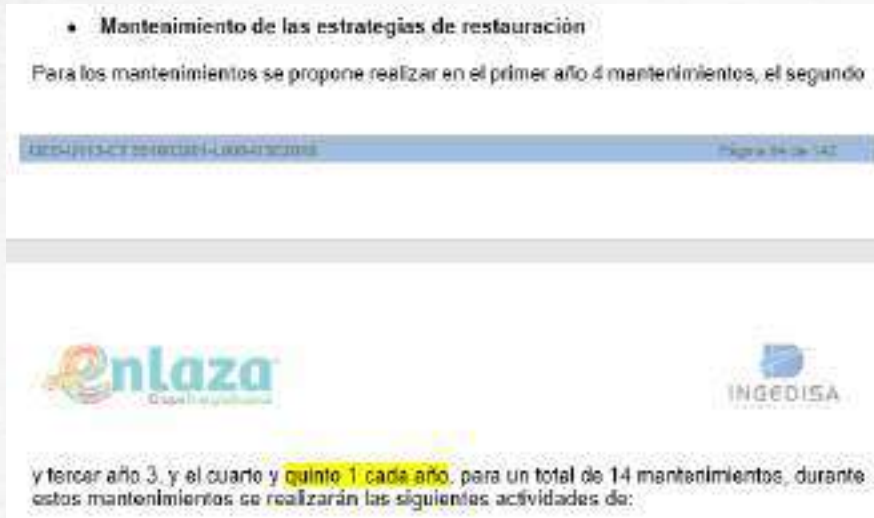 • Mantenimiento de las estrategias de restauración
Para los mantenimientos se propone realizar en el primer año 4 mantenimientos, el segundo
Página de 142
enlaza
Grupo
INGEDISA
y tercer año 3, y el cuarto y quinto 1 cada año, para un total de 14 mantenimientos, durante
estos mantenimientos se realizarán las siguientes actividades de: